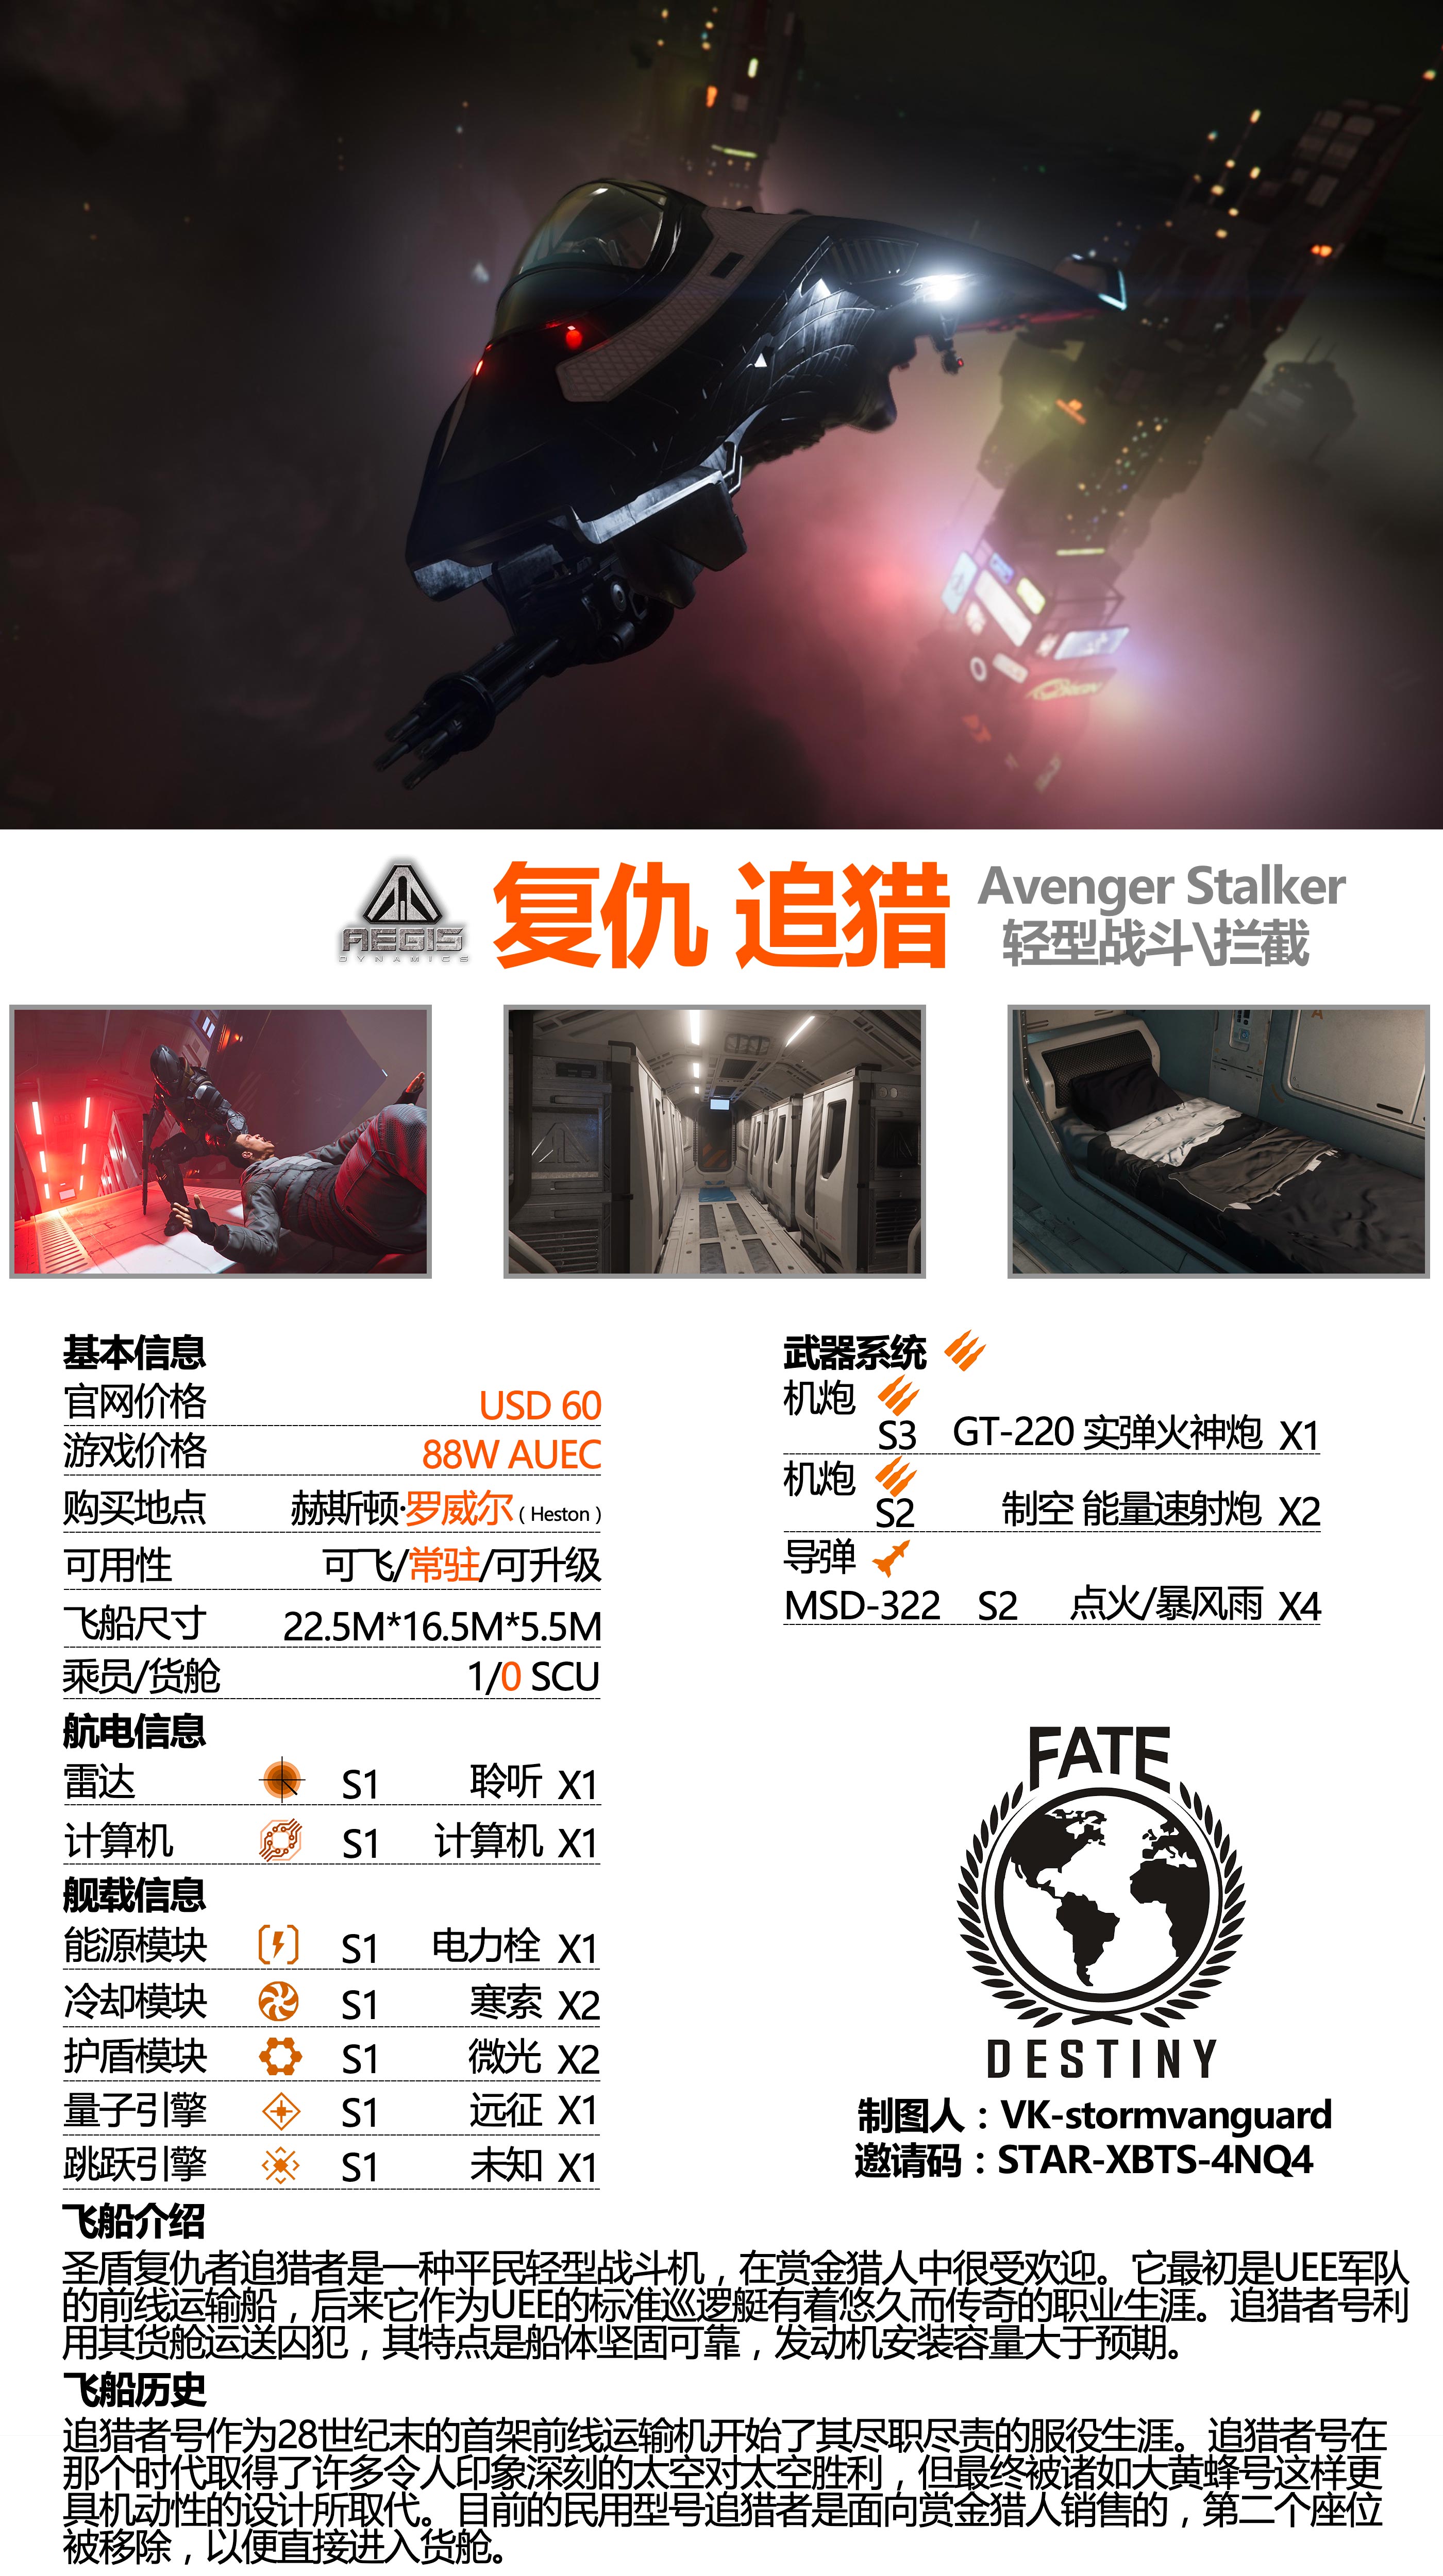 AEGIS
DYNAMICS
复仇 追猎
Avenger Stalker
轻型战斗\拦截
基本信息
官网价格 USD 60
游戏价格 88W AUEC
购买地点 赫斯顿·罗威尔（Heston）
可用性 可飞/常驻/可升级
飞船尺寸 22.5M*16.5M*5.5M
乘员/货舱 1/0 SCU
航电信息
雷达 S1 聆听 X1
计算机 S1 计算机 X1
舰载信息
能源模块 S1 电力栓 X1
冷却模块 S1 寒索 X2
护盾模块 S1 微光 X2
量子引擎 S1 远征 X1
跳跃引擎 S1 未知 X1
武器系统
机炮
S3 GT-220 实弹火神炮 X1
机炮
S2 制空 能量速射炮 X2
导弹
MSD-322 S2 点火/暴风雨 X4
FATE
DESTINY
制图人：VK-stormvanguard
邀请码：STAR-XBTS-4NQ4
飞船介绍
圣盾复仇者追猎者是一种平民轻型战斗机，在赏金猎人中很受欢迎。它最初是UEE军队
的前线运输船，后来它作为UEE的标准巡逻艇有着悠久而传奇的职业生涯。追猎者号利
用其货舱运送囚犯，其特点是船体坚固可靠，发动机安装容量大于预期。
飞船历史
追猎者号作为28世纪末的首架前线运输机开始了其尽职尽责的服役生涯。追猎者号在
那个时代取得了许多令人印象深刻的太空对太空胜利，但最终被诸如大黄蜂号这样更
具机动性的设计所取代。目前的民用型号追猎者是面向赏金猎人销售的，第二个座位
被移除，以便直接进入货舱。